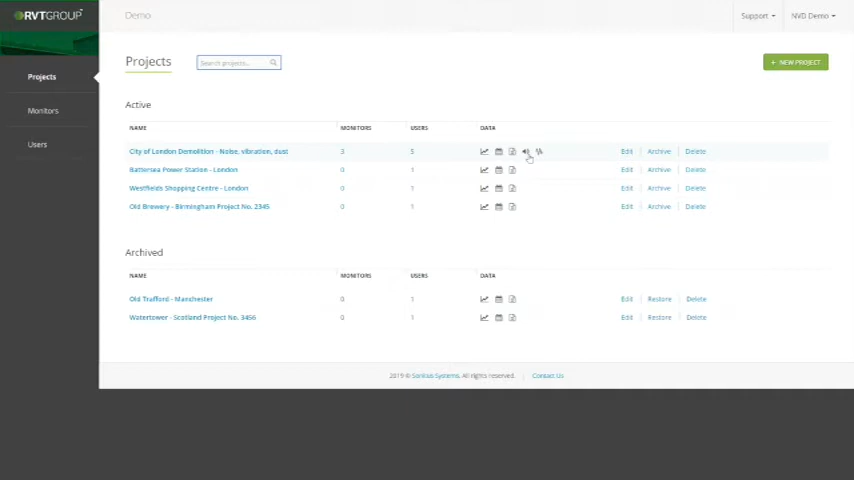 RVTGROUP
Demo
Support
NVD Demo
Projects
Search projects...
+ NEW PROJECT
Projects
Monitors
Users
Active
NAME MONITORS USERS DATA
City of London Demolition - Noise, vibration, dust 3 5 Edit Archive Delete
Battersea Power Station - London 0 1 Edit Archive Delete
Westfields Shopping Centre - London 0 1 Edit Archive Delete
Old Brewery - Birmingham Project No. 2345 0 1 Edit Archive Delete
Archived
NAME MONITORS USERS DATA
Old Trafford - Manchester 0 1 Edit Restore Delete
Watertower - Scotland Project No. 3456 0 1 Edit Restore Delete
2019 © Sonitus Systems. All rights reserved. Contact Us